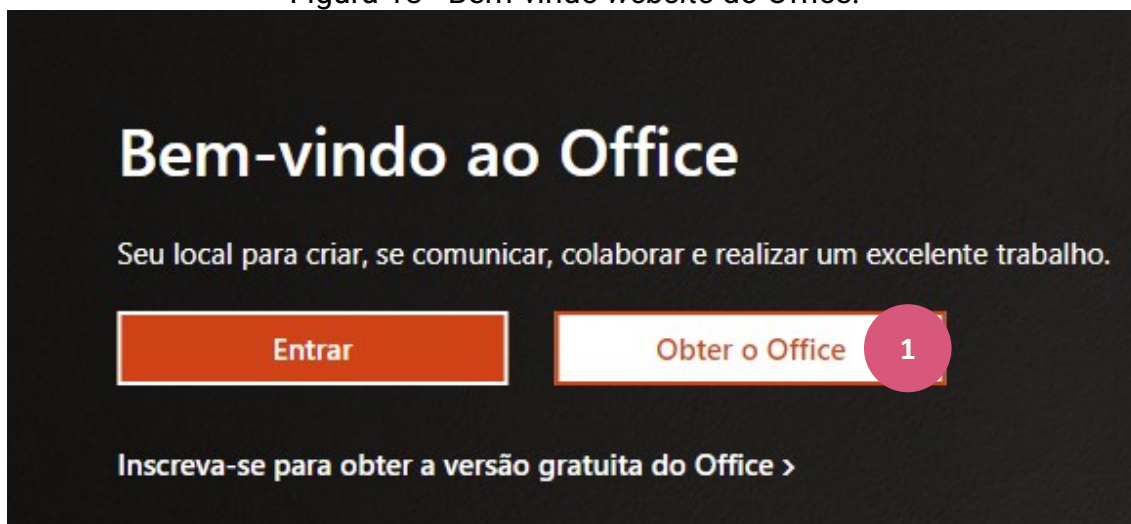 Bem-vindo ao Office
Seu local para criar, se comunicar, colaborar e realizar um excelente trabalho.
Entrar
Obter o Office
1
Inscreva-se para obter a versão gratuita do Office >